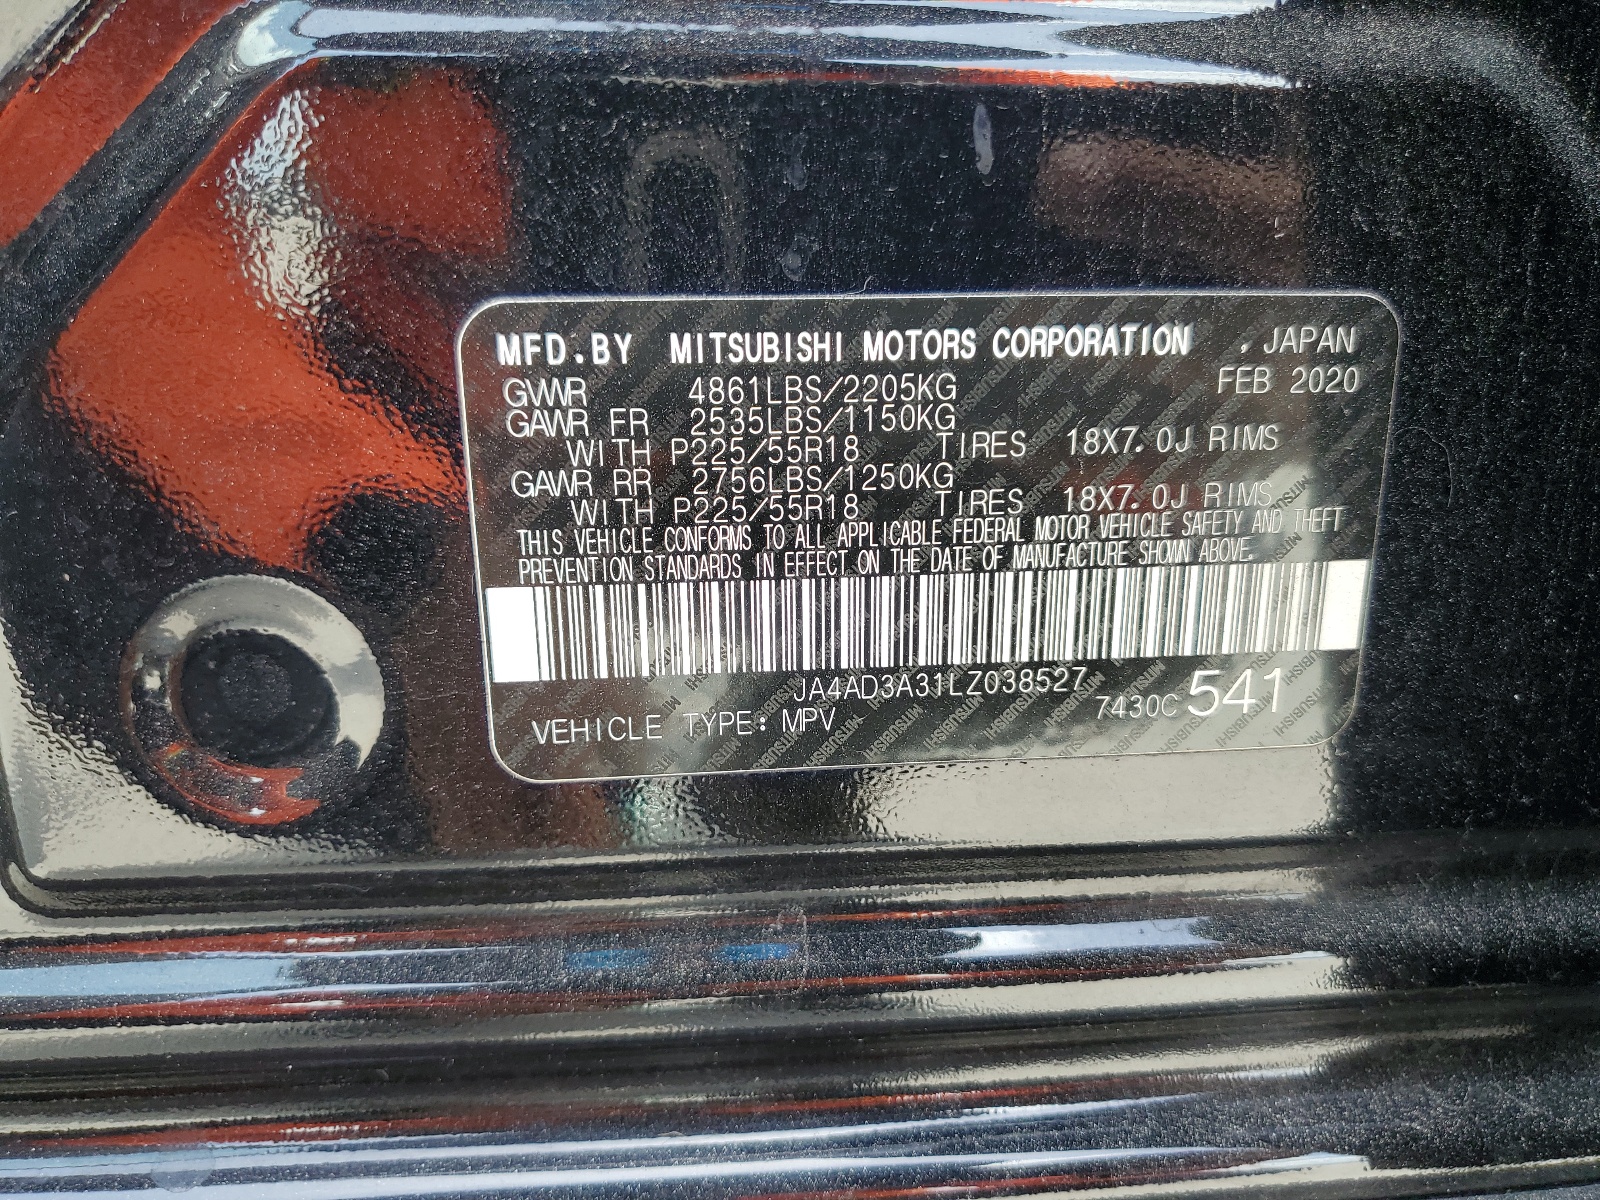 MFD.BY MITSUBISHI MOTORS CORPORATION , JAPAN
GVWR 4861LBS/2205KG FEB 2020
GAWR FR 2535LBS/1150KG
WITH P225/55R18 TIRES 18X7.0J RIMS
GAWR RR 2756LBS/1250KG
WITH P225/55R18 TIRES 18X7.0J RIMS
THIS VEHICLE CONFORMS TO ALL APPLICABLE FEDERAL MOTOR VEHICLE SAFETY AND THEFT
PREVENTION STANDARDS IN EFFECT ON THE DATE OF MANUFACTURE SHOWN ABOVE.
JA4AD3A31LZ038527
VEHICLE TYPE: MPV 7430C 541